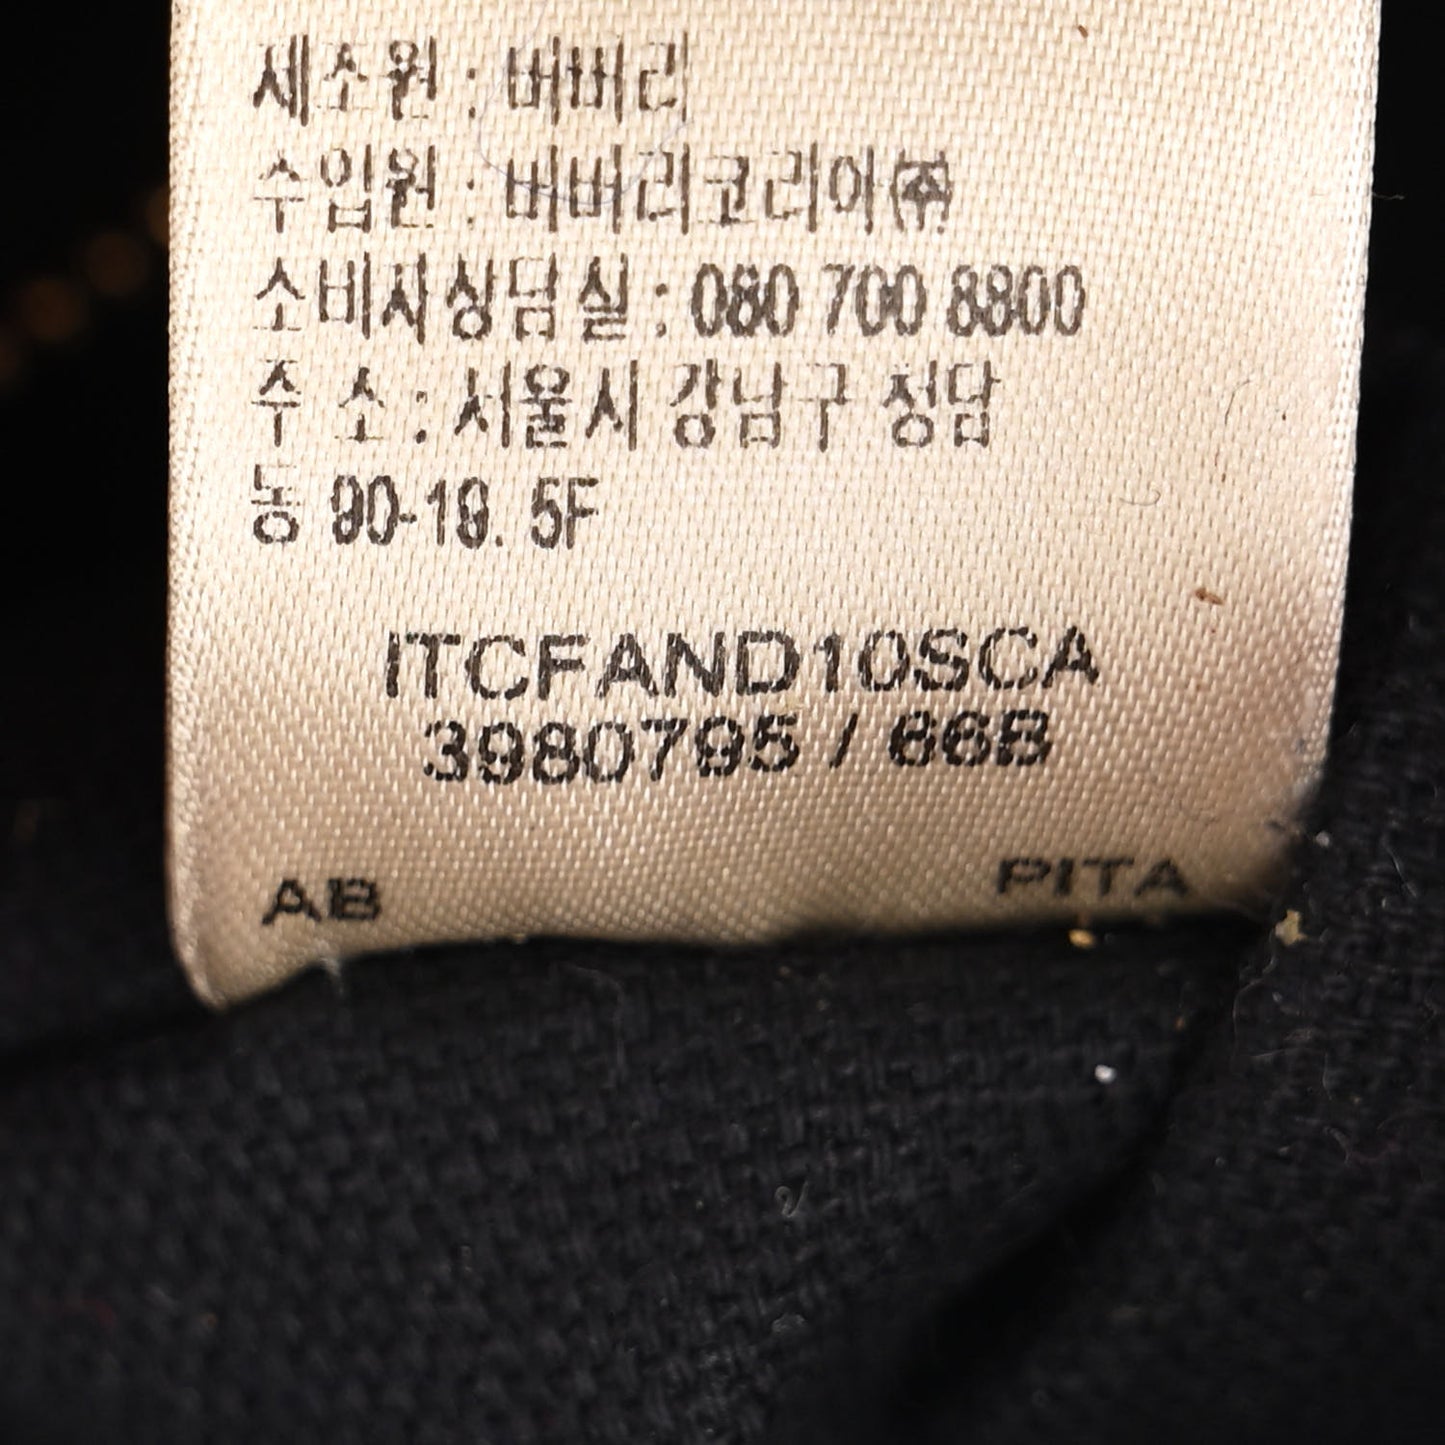 제조원 : 버버리
수입원 : 버버리코리아㈜
소비자상담실 : 080 700 8800
주 소 : 서울시 강남구 청담
동 90-19. 5F
ITCFAND10SCA
3980795 / 66B
AB PITA